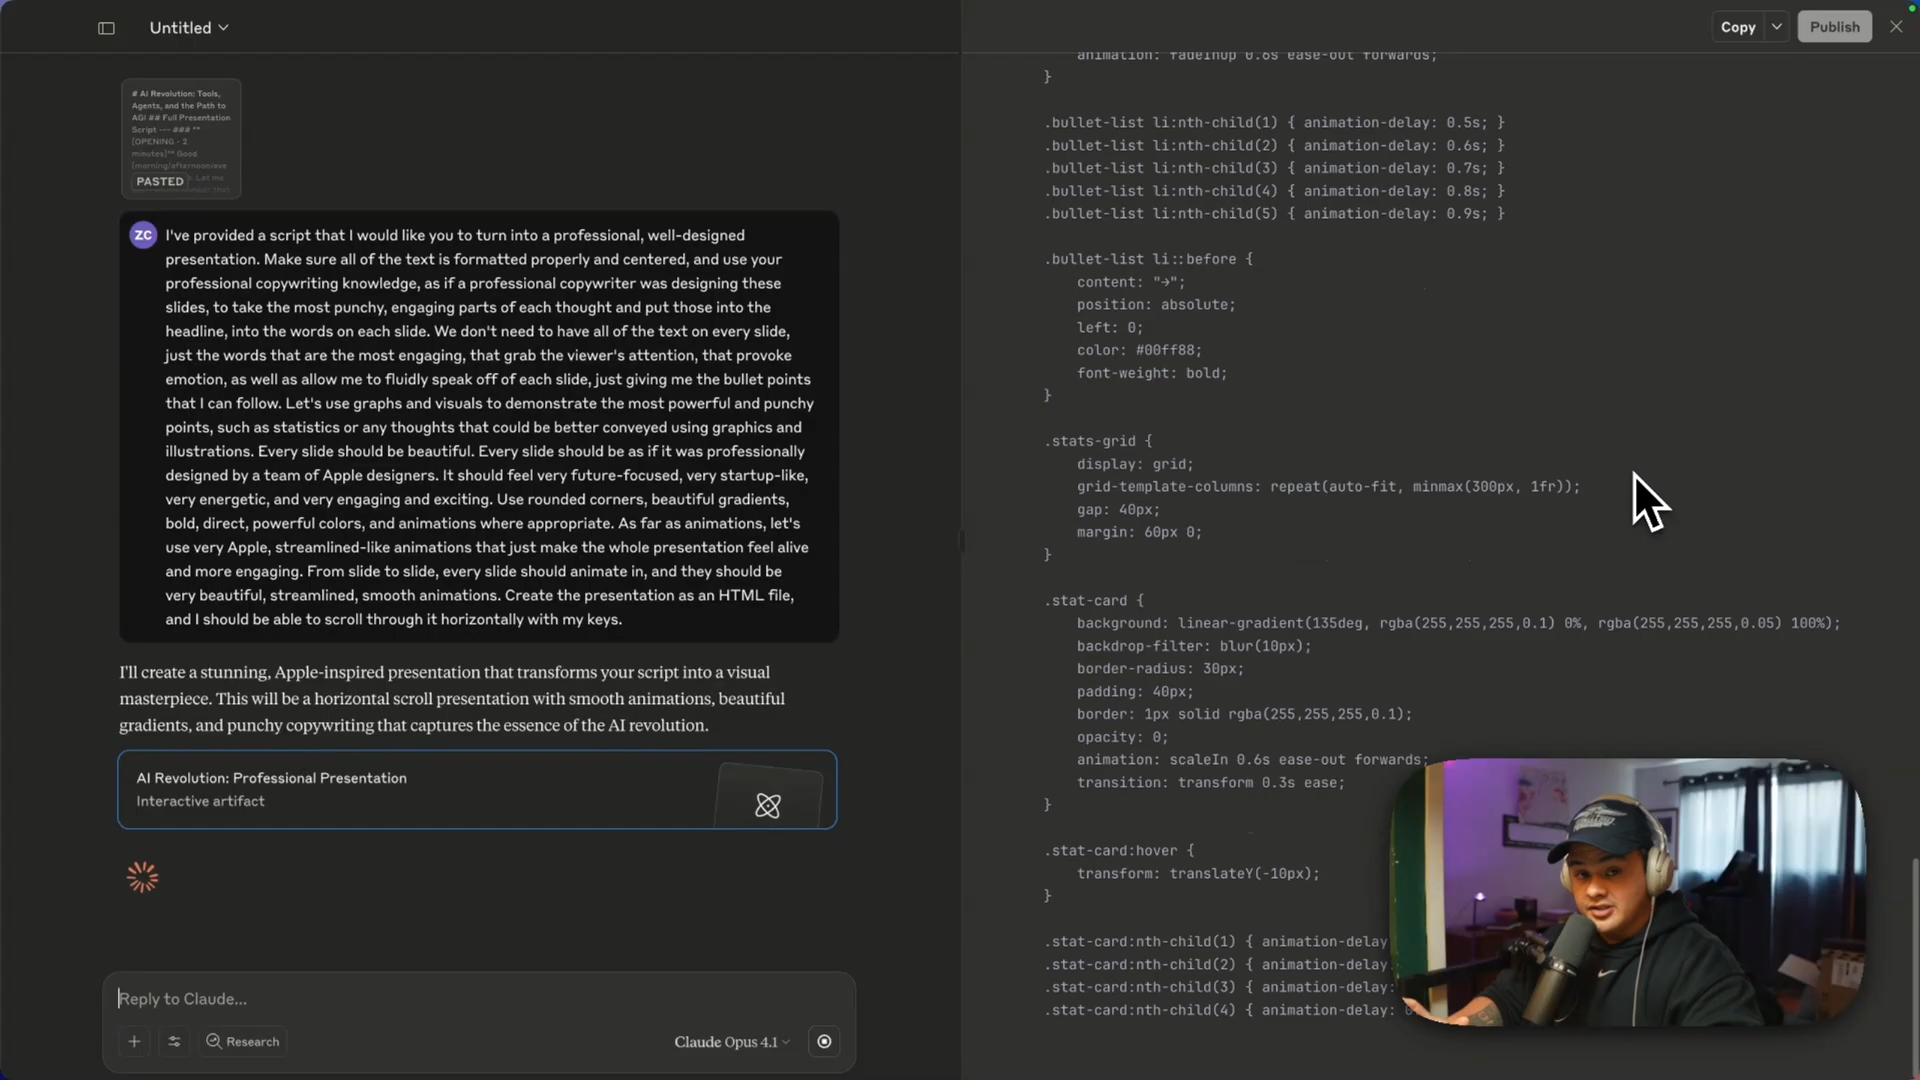 Untitled
Copy
Publish
# AI Revolution: Tools,
Agents, and the Path to
AGI ## Full Presentation
Script --- ### **
[OPENING - 2
minutes]** Good
[morning/afternoon/eve
PASTED
ZC
I've provided a script that I would like you to turn into a professional, well-designed
presentation. Make sure all of the text is formatted properly and centered, and use your
professional copywriting knowledge, as if a professional copywriter was designing these
slides, to take the most punchy, engaging parts of each thought and put those into the
headline, into the words on each slide. We don't need to have all of the text on every slide,
just the words that are the most engaging, that grab the viewer's attention, that provoke
emotion, as well as allow me to fluidly speak off of each slide, just giving me the bullet points
that I can follow. Let's use graphs and visuals to demonstrate the most powerful and punchy
points, such as statistics or any thoughts that could be better conveyed using graphics and
illustrations. Every slide should be beautiful. Every slide should be as if it was professionally
designed by a team of Apple designers. It should feel very future-focused, very startup-like,
very energetic, and very engaging and exciting. Use rounded corners, beautiful gradients,
bold, direct, powerful colors, and animations where appropriate. As far as animations, let's
use very Apple, streamlined-like animations that just make the whole presentation feel alive
and more engaging. From slide to slide, every slide should animate in, and they should be
very beautiful, streamlined, smooth animations. Create the presentation as an HTML file,
and I should be able to scroll through it horizontally with my keys.
I'll create a stunning, Apple-inspired presentation that transforms your script into a visual
masterpiece. This will be a horizontal scroll presentation with smooth animations, beautiful
gradients, and punchy copywriting that captures the essence of the AI revolution.
AI Revolution: Professional Presentation
Interactive artifact
Reply to Claude...
Research
Claude Opus 4.1
animation: fadeInUp 0.6s ease-out forwards;
}
.bullet-list li:nth-child(1) { animation-delay: 0.5s; }
.bullet-list li:nth-child(2) { animation-delay: 0.6s; }
.bullet-list li:nth-child(3) { animation-delay: 0.7s; }
.bullet-list li:nth-child(4) { animation-delay: 0.8s; }
.bullet-list li:nth-child(5) { animation-delay: 0.9s; }
.bullet-list li::before {
content: "→";
position: absolute;
left: 0;
color: #00ff88;
font-weight: bold;
}
.stats-grid {
display: grid;
grid-template-columns: repeat(auto-fit, minmax(300px, 1fr));
gap: 40px;
margin: 60px 0;
}
.stat-card {
background: linear-gradient(135deg, rgba(255,255,255,0.1) 0%, rgba(255,255,255,0.05) 100%);
backdrop-filter: blur(10px);
border-radius: 30px;
padding: 40px;
border: 1px solid rgba(255,255,255,0.1);
opacity: 0;
animation: scaleIn 0.6s ease-out forwards;
transition: transform 0.3s ease;
}
.stat-card:hover {
transform: translateY(-10px);
}
.stat-card:nth-child(1) { animation-delay
.stat-card:nth-child(2) { animation-delay:
.stat-card:nth-child(3) { animation-delay:
.stat-card:nth-child(4) { animation-delay: